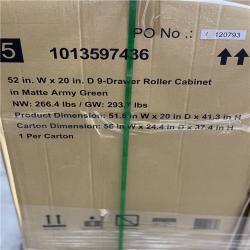 PO No.: 120793
5
1013597436
52 in. W x 20 in. D 9-Drawer Roller Cabinet
in Matte Army Green
NW: 266.4 lbs / GW: 293.7 lbs
Product Dimension: 51.8 in W x 20 in D x 41.3 in H
Carton Dimension: 56 in W x 24.4 in D x 37.4 in H
1 Per Carton